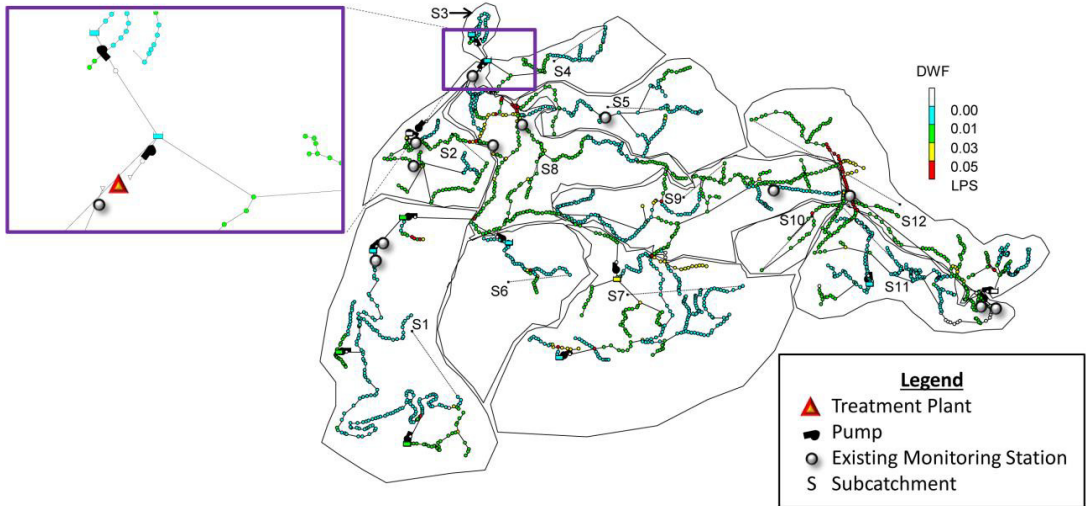 S3
S4
DWF
0.00
0.01
0.03
0.05
LPS
S5
S2
S8
S9
S10
S12
S6
S7
S11
S1
Legend
Treatment Plant
Pump
Existing Monitoring Station
S Subcatchment